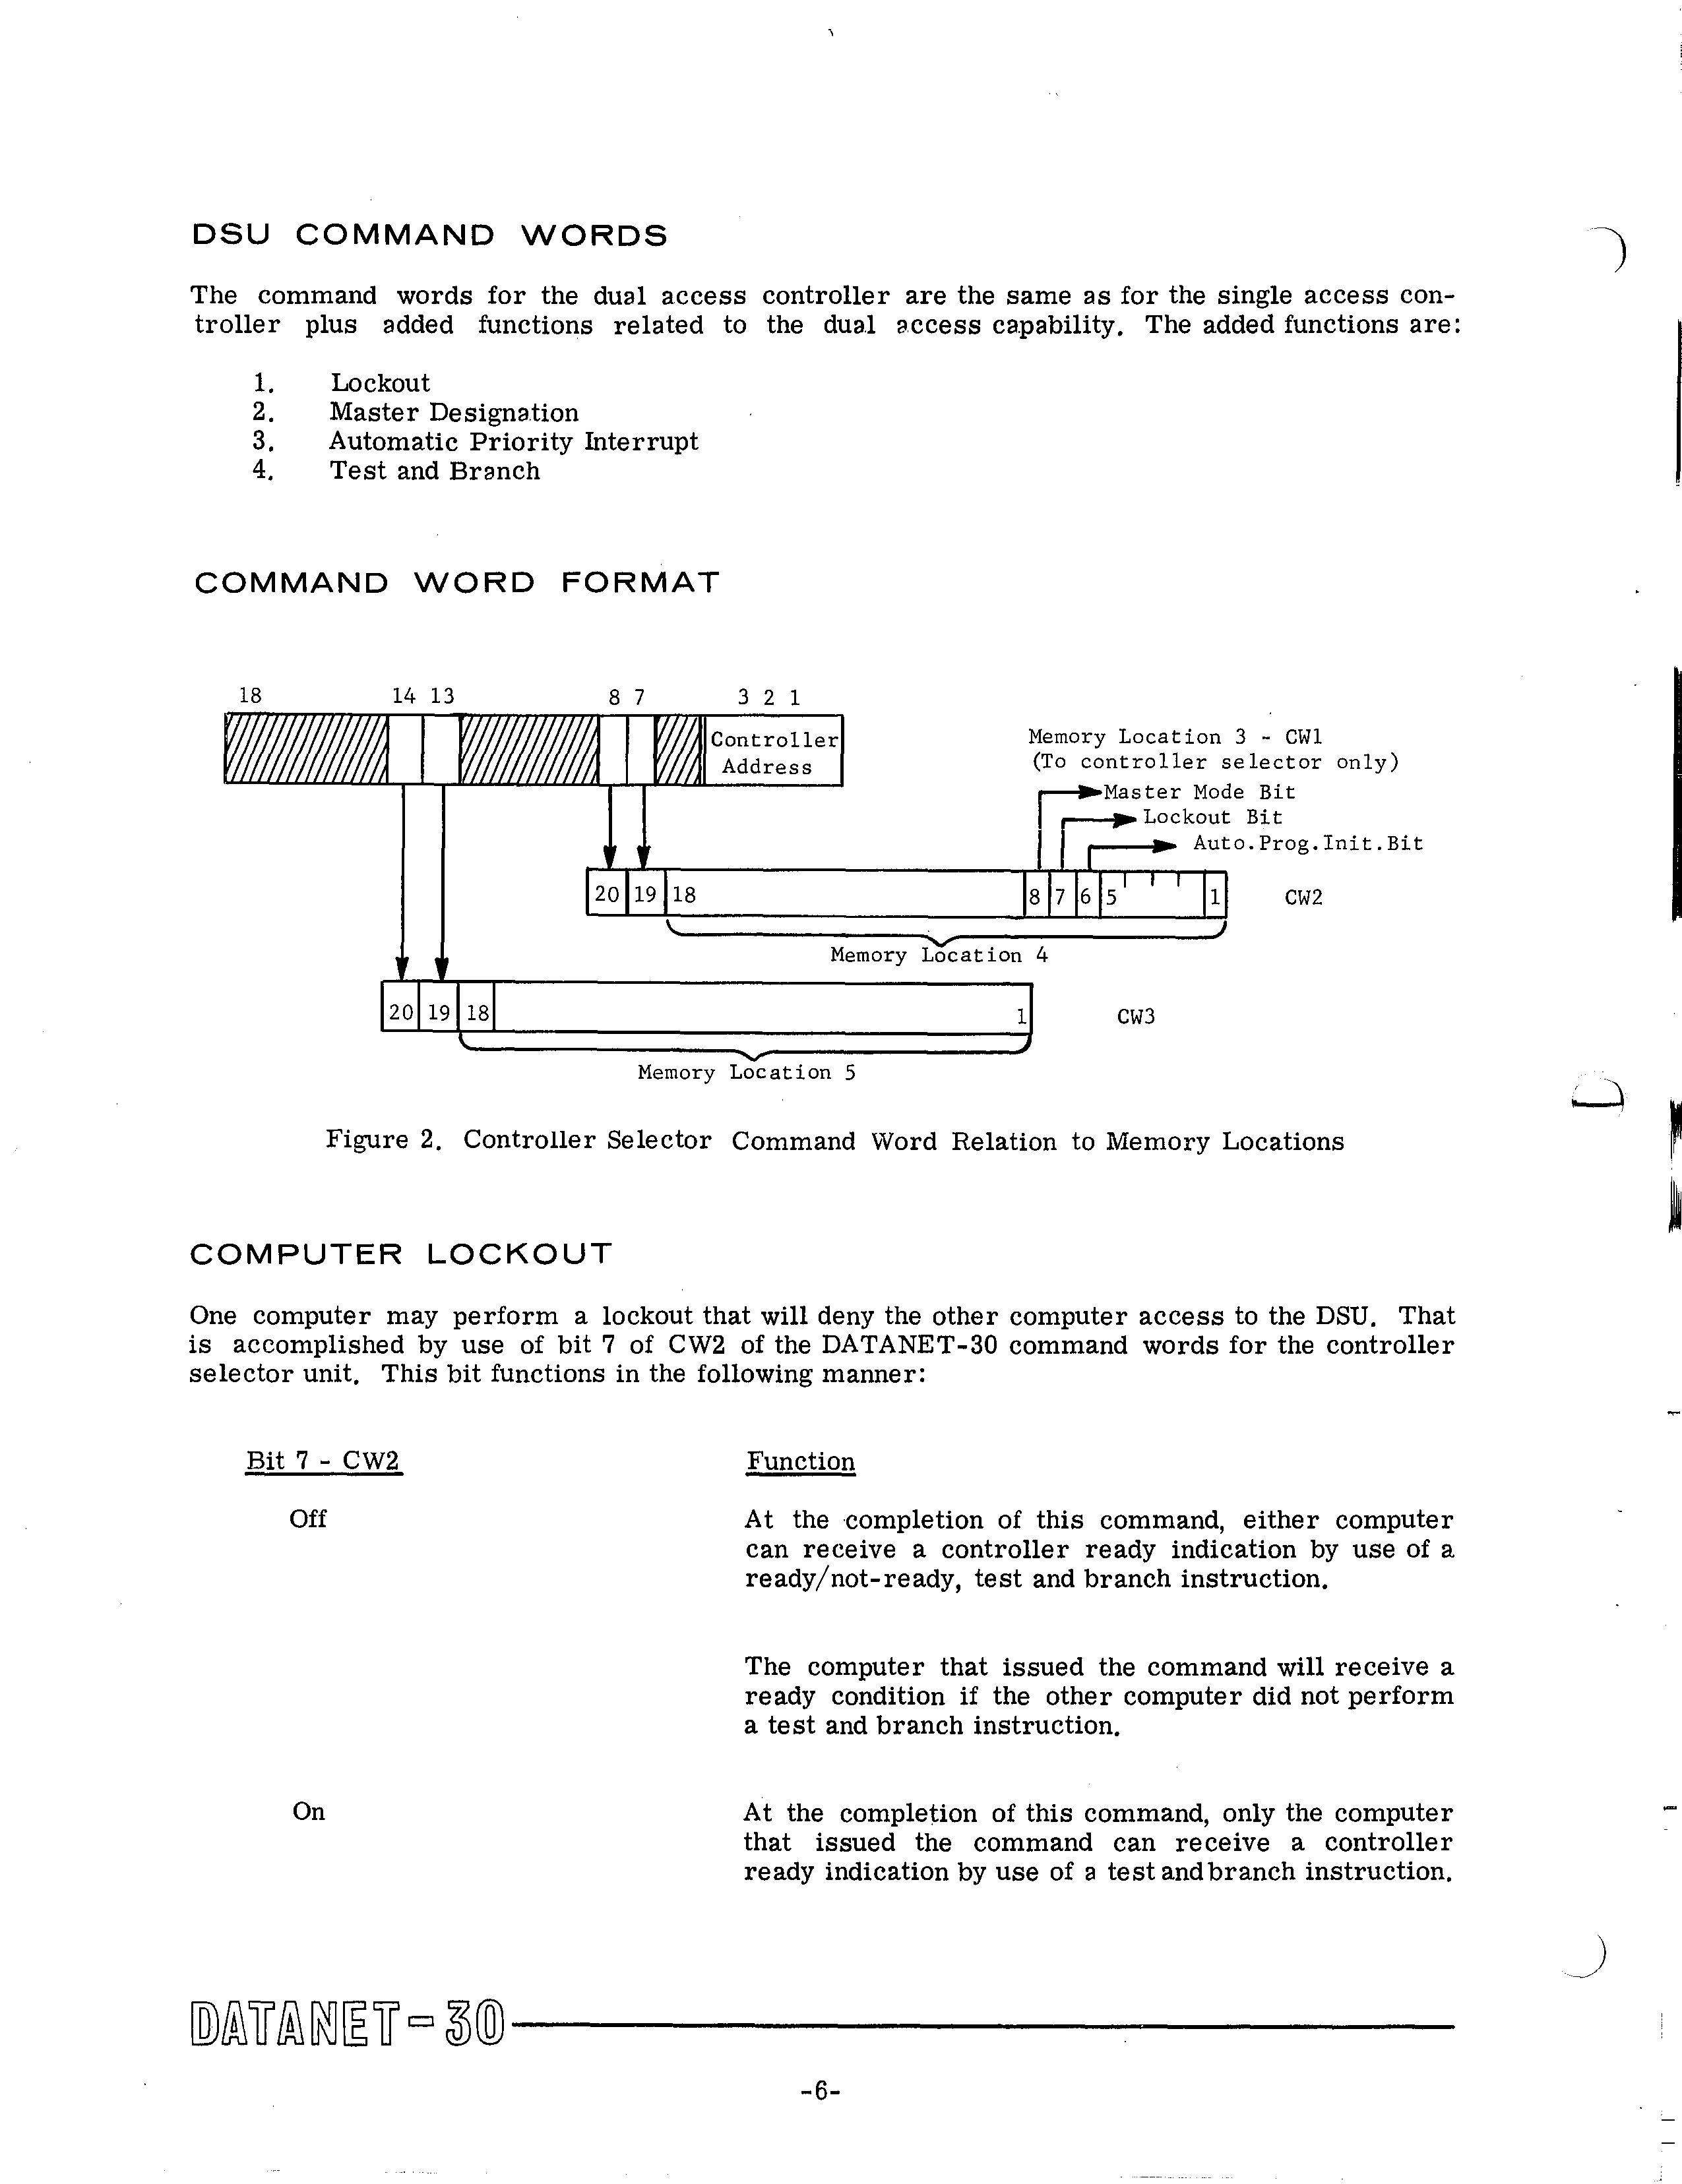 DSU COMMAND WORDS
The command words for the dual access controller are the same as for the single access con-
troller plus added functions related to the dual access capability. The added functions are:
1. Lockout
2. Master Designation
3. Automatic Priority Interrupt
4. Test and Branch
COMMAND WORD FORMAT
18 14 13 8 7 3 2 1
Controller
Address
Memory Location 3 - CW1
(To controller selector only)
Master Mode Bit
Lockout Bit
Auto.Prog.Init.Bit
20 19 18 8 7 6 5 1 CW2
Memory Location 4
20 19 18 1 CW3
Memory Location 5
Figure 2. Controller Selector Command Word Relation to Memory Locations
COMPUTER LOCKOUT
One computer may perform a lockout that will deny the other computer access to the DSU. That
is accomplished by use of bit 7 of CW2 of the DATANET-30 command words for the controller
selector unit. This bit functions in the following manner:
Bit 7 - CW2 Function
Off At the completion of this command, either computer
can receive a controller ready indication by use of a
ready/not-ready, test and branch instruction.
The computer that issued the command will receive a
ready condition if the other computer did not perform
a test and branch instruction.
On At the completion of this command, only the computer
that issued the command can receive a controller
ready indication by use of a test and branch instruction.
DATANET-30
-6-